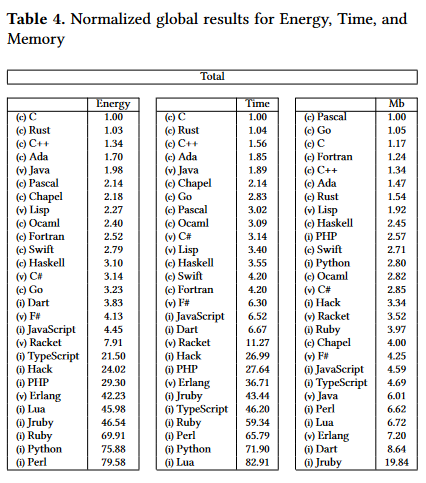 Table 4. Normalized global results for Energy, Time, and
Memory
Total
Energy Time Mb
(c) C 1.00 (c) C 1.00 (c) Pascal 1.00
(c) Rust 1.03 (c) Rust 1.04 (c) Go 1.05
(c) C++ 1.34 (c) C++ 1.56 (c) C 1.17
(c) Ada 1.70 (c) Ada 1.85 (c) Fortran 1.24
(v) Java 1.98 (v) Java 1.89 (c) C++ 1.34
(c) Pascal 2.14 (c) Chapel 2.14 (c) Ada 1.47
(c) Chapel 2.18 (c) Go 2.83 (c) Rust 1.54
(v) Lisp 2.27 (c) Pascal 3.02 (v) Lisp 1.92
(c) Ocaml 2.40 (c) Ocaml 3.09 (c) Haskell 2.45
(c) Fortran 2.52 (v) C# 3.14 (i) PHP 2.57
(c) Swift 2.79 (v) Lisp 3.40 (c) Swift 2.71
(c) Haskell 3.10 (c) Haskell 3.55 (i) Python 2.80
(v) C# 3.14 (c) Swift 4.20 (c) Ocaml 2.82
(c) Go 3.23 (c) Fortran 4.20 (v) C# 2.85
(i) Dart 3.83 (v) F# 6.30 (i) Hack 3.34
(v) F# 4.13 (i) JavaScript 6.52 (v) Racket 3.52
(i) JavaScript 4.45 (i) Dart 6.67 (i) Ruby 3.97
(v) Racket 7.91 (v) Racket 11.27 (c) Chapel 4.00
(i) TypeScript 21.50 (i) Hack 26.99 (v) F# 4.25
(i) Hack 24.02 (i) PHP 27.64 (i) JavaScript 4.59
(i) PHP 29.30 (v) Erlang 36.71 (i) TypeScript 4.69
(v) Erlang 42.23 (i) Jruby 43.44 (v) Java 6.01
(i) Lua 45.98 (i) TypeScript 46.20 (i) Perl 6.62
(i) Jruby 46.54 (i) Ruby 59.34 (i) Lua 6.72
(i) Ruby 69.91 (i) Perl 65.79 (v) Erlang 7.20
(i) Python 75.88 (i) Python 71.90 (i) Dart 8.64
(i) Perl 79.58 (i) Lua 82.91 (i) Jruby 19.84